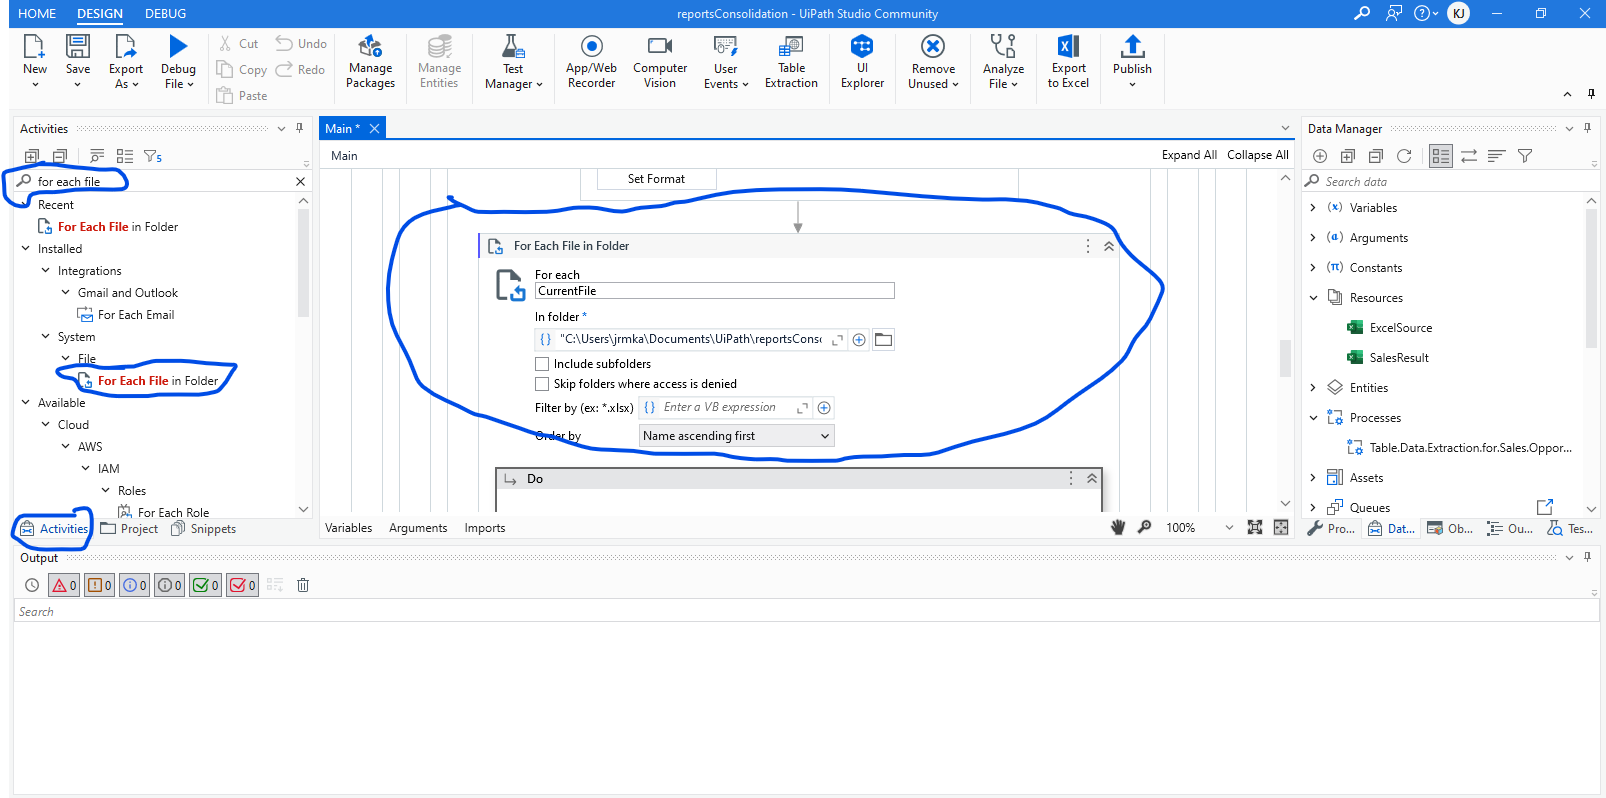 HOME DESIGN DEBUG
reportsConsolidation - UiPath Studio Community
KJ
New
Save
Export As
Debug File
Cut
Copy
Paste
Undo
Redo
Manage Packages
Manage Entities
Test Manager
App/Web Recorder
Computer Vision
User Events
Table Extraction
UI Explorer
Remove Unused
Analyze File
Export to Excel
Publish
Activities
5
for each file
Recent
For Each File in Folder
Installed
Integrations
Gmail and Outlook
For Each Email
System
File
For Each File in Folder
Available
Cloud
AWS
IAM
Roles
For Each Role
Activities Project Snippets
Main *
Main
Expand All Collapse All
Set Format
For Each File in Folder
For each
CurrentFile
In folder *
"C:\Users\jrmka\Documents\UiPath\reportsConsc
Include subfolders
Skip folders where access is denied
Filter by (ex: *.xlsx) Enter a VB expression
Order by Name ascending first
Do
Variables Arguments Imports
100%
Data Manager
Search data
(x) Variables
(a) Arguments
(π) Constants
Resources
ExcelSource
SalesResult
Entities
Processes
Table.Data.Extraction.for.Sales.Oppor...
Assets
Queues
Pro... Dat... Ob... Ou... Tes...
Output
0 0 0 0 0 0
Search